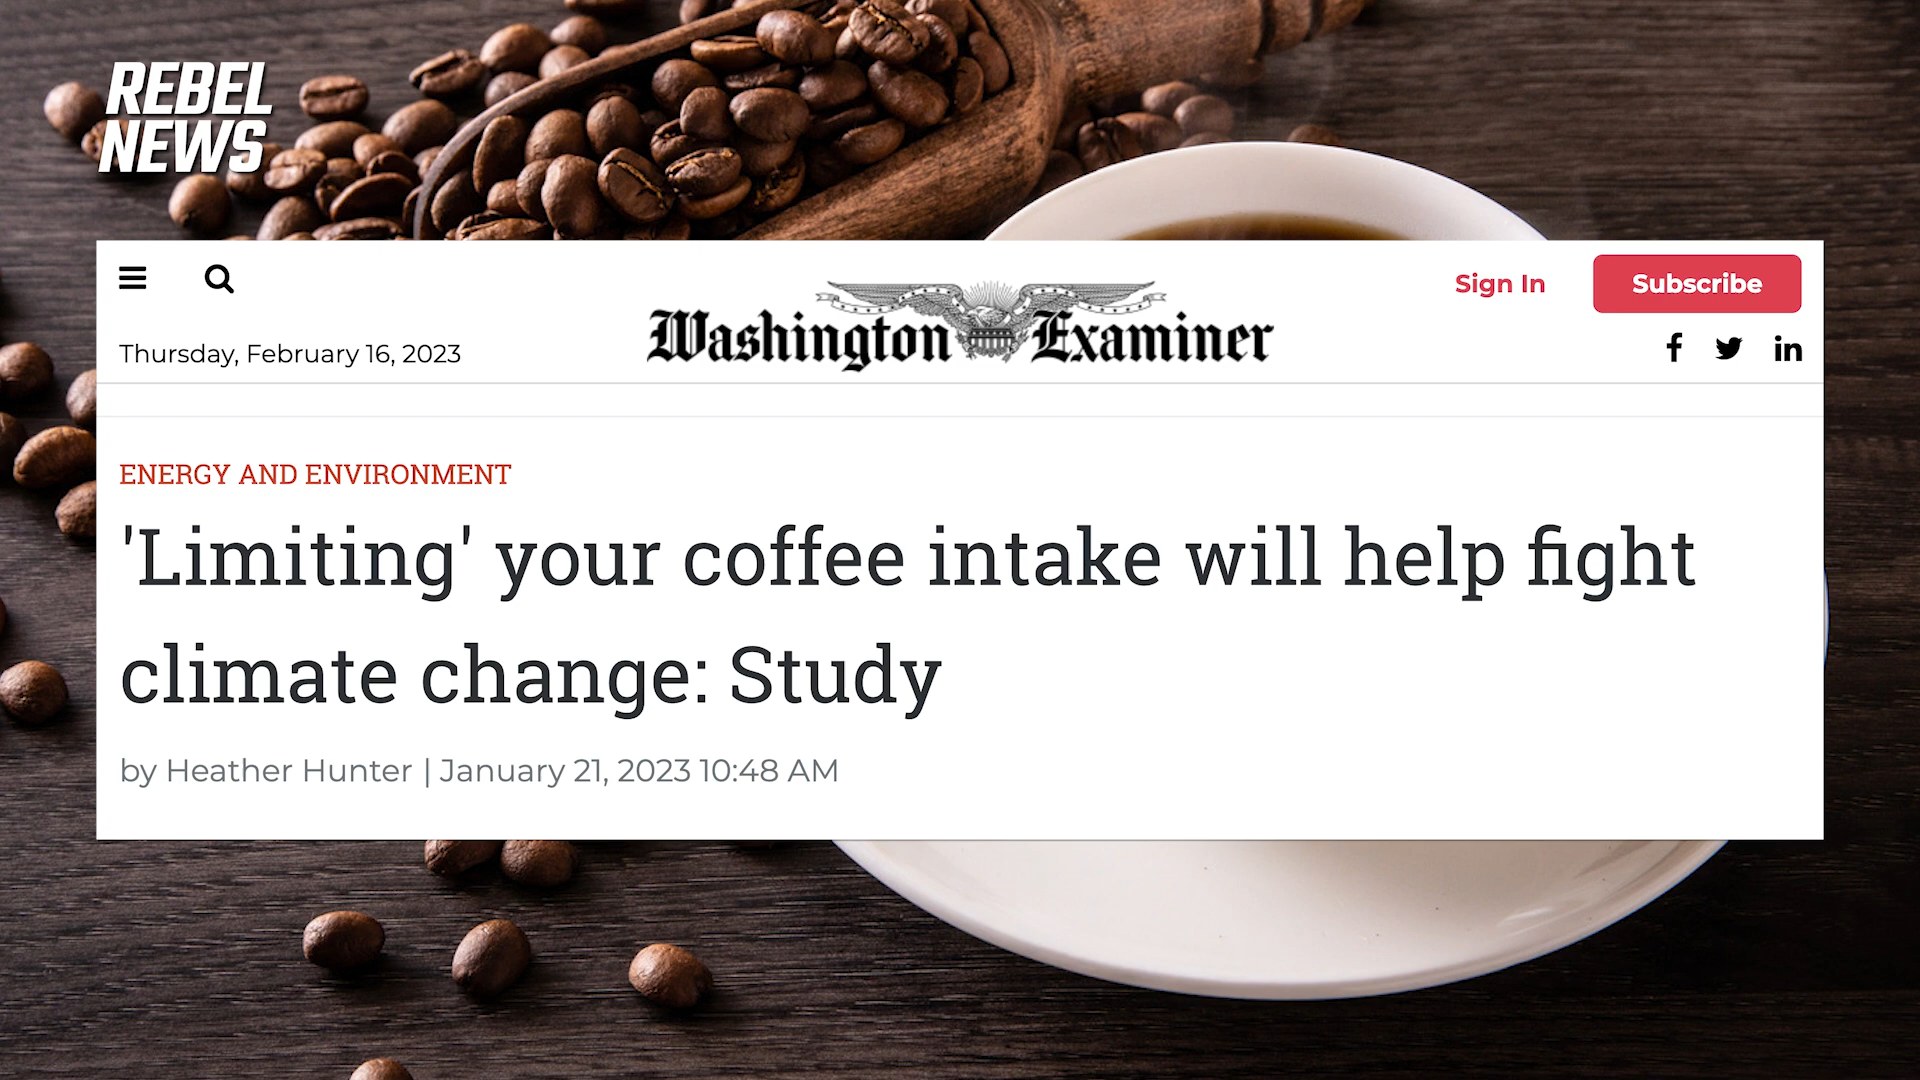 REBEL
NEWS
Sign In
Subscribe
Washington Examiner
Thursday, February 16, 2023
ENERGY AND ENVIRONMENT
'Limiting' your coffee intake will help fight
climate change: Study
by Heather Hunter | January 21, 2023 10:48 AM